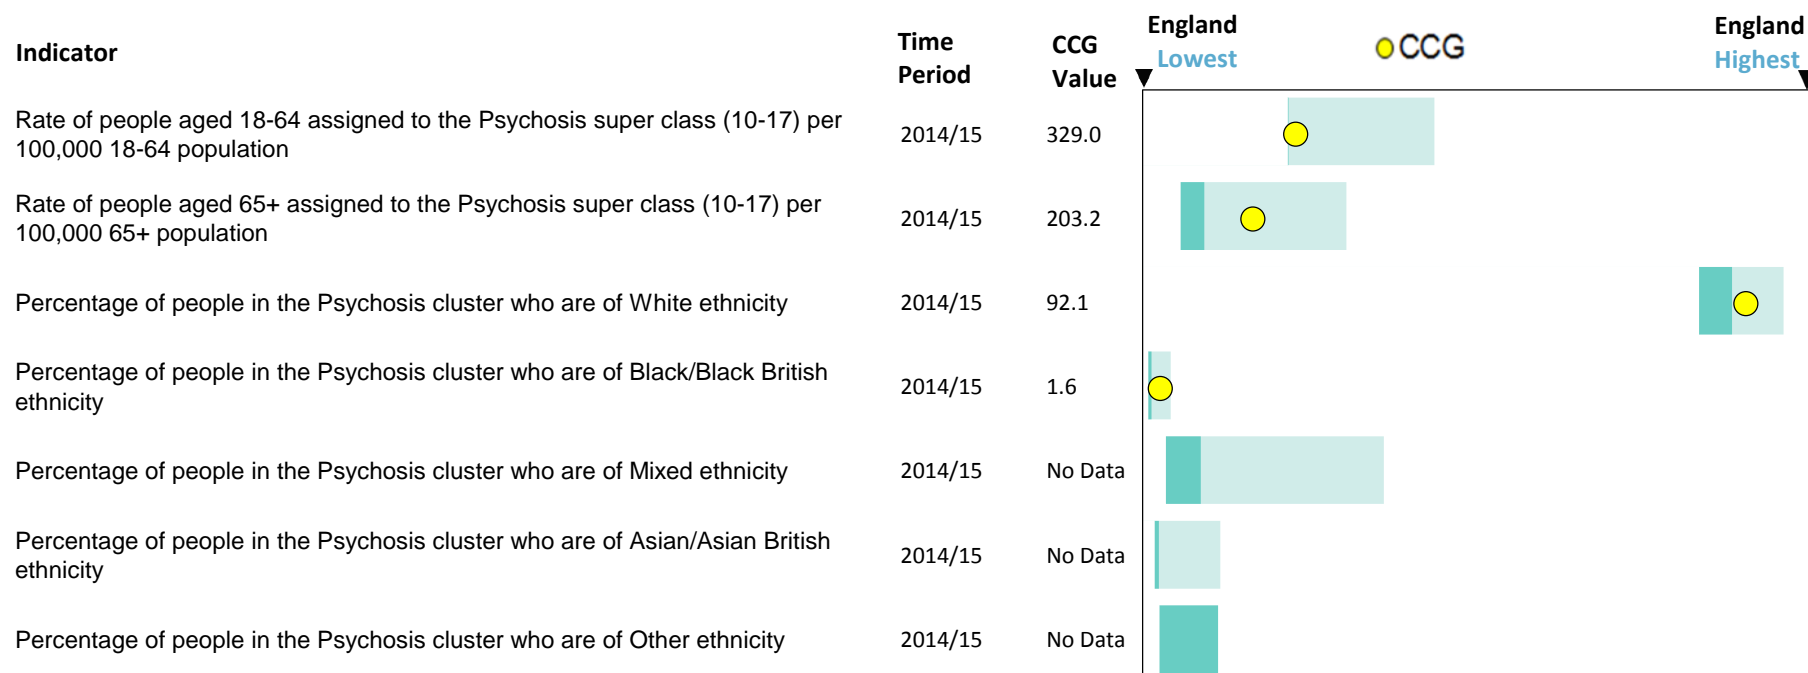 Indicator
Time
Period
CCG
Value
England
Lowest
CCG
England
Highest
Rate of people aged 18-64 assigned to the Psychosis super class (10-17) per
100,000 18-64 population
2014/15
329.0
Rate of people aged 65+ assigned to the Psychosis super class (10-17) per
100,000 65+ population
2014/15
203.2
Percentage of people in the Psychosis cluster who are of White ethnicity
2014/15
92.1
Percentage of people in the Psychosis cluster who are of Black/Black British
ethnicity
2014/15
1.6
Percentage of people in the Psychosis cluster who are of Mixed ethnicity
2014/15
No Data
Percentage of people in the Psychosis cluster who are of Asian/Asian British
ethnicity
2014/15
No Data
Percentage of people in the Psychosis cluster who are of Other ethnicity
2014/15
No Data